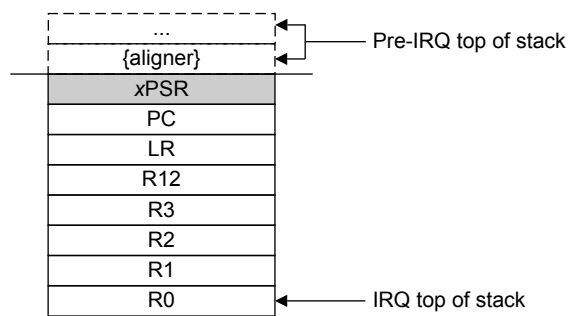 ...
Pre-IRQ top of stack
{aligner}
xPSR
PC
LR
R12
R3
R2
R1
R0
IRQ top of stack